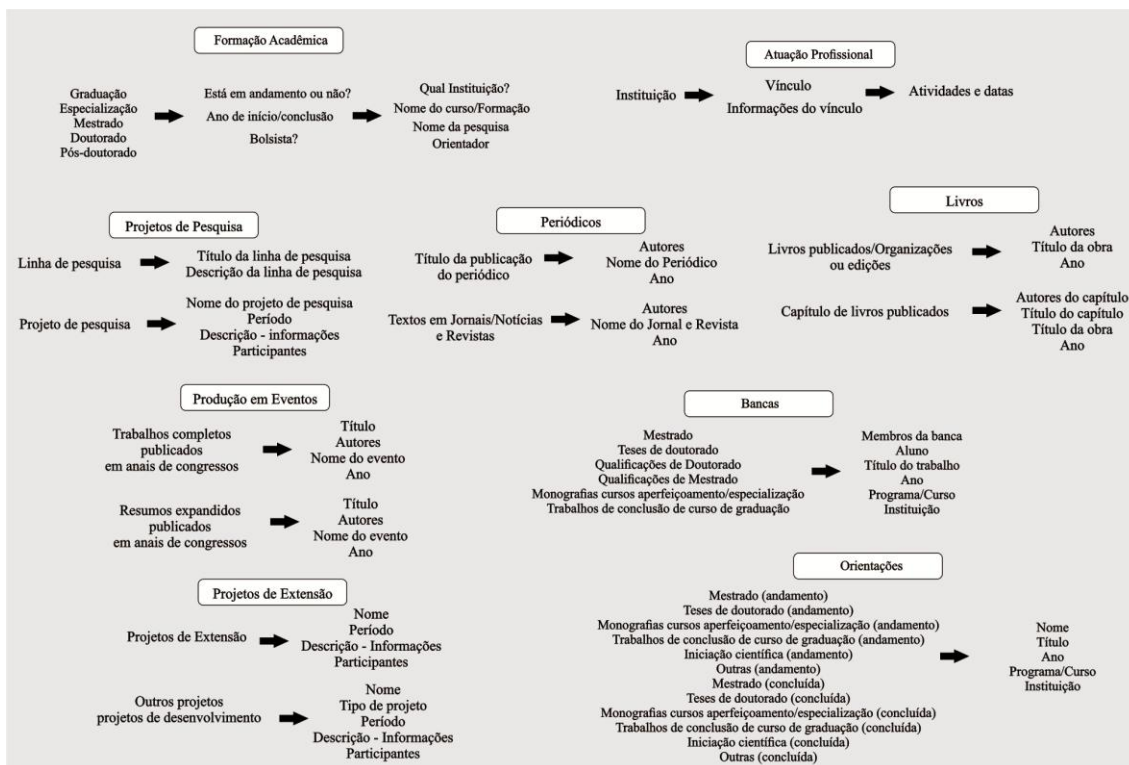 Formação Acadêmica
Graduação
Especialização
Mestrado
Doutorado
Pós-doutorado
Está em andamento ou não?
Ano de início/conclusão
Bolsista?
Qual Instituição?
Nome do curso/Formação
Nome da pesquisa
Orientador
Atuação Profissional
Instituição
Vínculo
Informações do vínculo
Atividades e datas
Projetos de Pesquisa
Linha de pesquisa
Título da linha de pesquisa
Descrição da linha de pesquisa
Projeto de pesquisa
Nome do projeto de pesquisa
Período
Descrição - informações
Participantes
Periódicos
Título da publicação
do periódico
Autores
Nome do Periódico
Ano
Textos em Jornais/Notícias
e Revistas
Autores
Nome do Jornal e Revista
Ano
Livros
Livros publicados/Organizações
ou edições
Autores
Título da obra
Ano
Capítulo de livros publicados
Autores do capítulo
Título do capítulo
Título da obra
Ano
Produção em Eventos
Trabalhos completos
publicados
em anais de congressos
Título
Autores
Nome do evento
Ano
Resumos expandidos
publicados
em anais de congressos
Título
Autores
Nome do evento
Ano
Bancas
Mestrado
Teses de doutorado
Qualificações de Doutorado
Qualificações de Mestrado
Monografias cursos aperfeiçoamento/especialização
Trabalhos de conclusão de curso de graduação
Membros da banca
Aluno
Título do trabalho
Ano
Programa/Curso
Instituição
Projetos de Extensão
Projetos de Extensão
Nome
Período
Descrição - Informações
Participantes
Outros projetos
projetos de desenvolvimento
Nome
Tipo de projeto
Período
Descrição - Informações
Participantes
Orientações
Mestrado (andamento)
Teses de doutorado (andamento)
Monografias cursos aperfeiçoamento/especialização (andamento)
Trabalhos de conclusão de curso de graduação (andamento)
Iniciação científica (andamento)
Outras (andamento)
Mestrado (concluída)
Teses de doutorado (concluída)
Monografias cursos aperfeiçoamento/especialização (concluída)
Trabalhos de conclusão de curso de graduação (concluída)
Iniciação científica (concluída)
Outras (concluída)
Nome
Título
Ano
Programa/Curso
Instituição